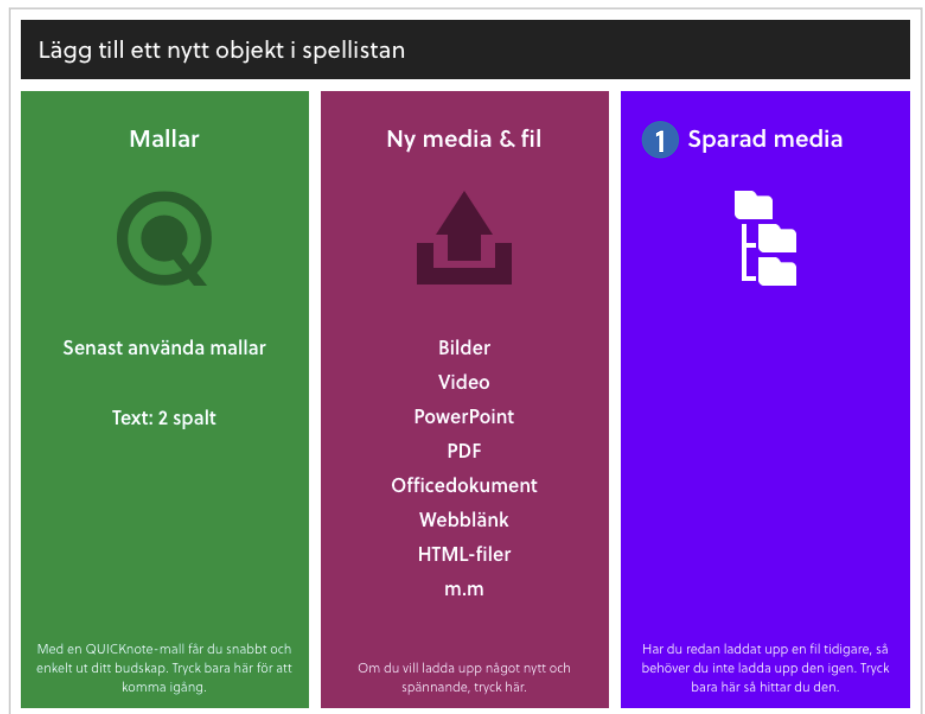 Lägg till ett nytt objekt i spellistan
Mallar
Senast använda mallar
Text: 2 spalt
Med en QUICKnote-mall får du snabbt och
enkelt ut ditt budskap. Tryck bara här för att
komma igång.
Ny media & fil
Bilder
Video
PowerPoint
PDF
Officedokument
Webblänk
HTML-filer
m.m
Om du vill ladda upp något nytt och
spännande, tryck här.
1 Sparad media
Har du redan laddat upp en fil tidigare, så
behöver du inte ladda upp den igen. Tryck
bara här så hittar du den.